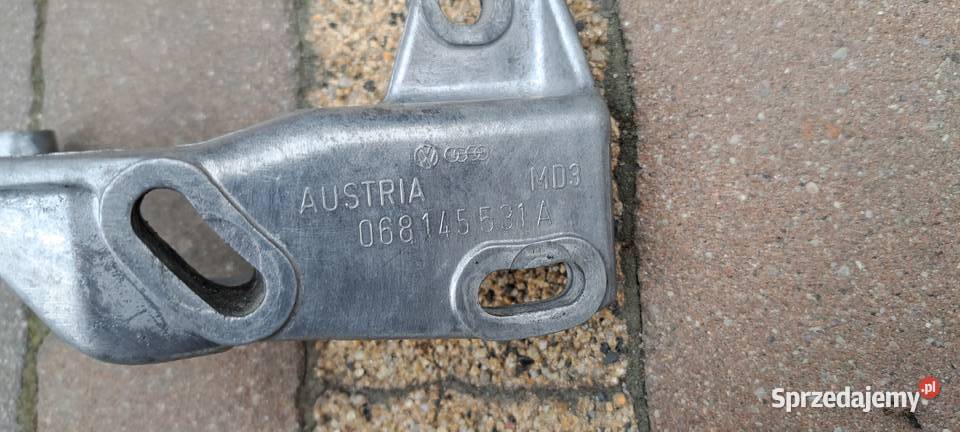 AUSTRIA MD3
068145531A
Sprzedajemy.pl